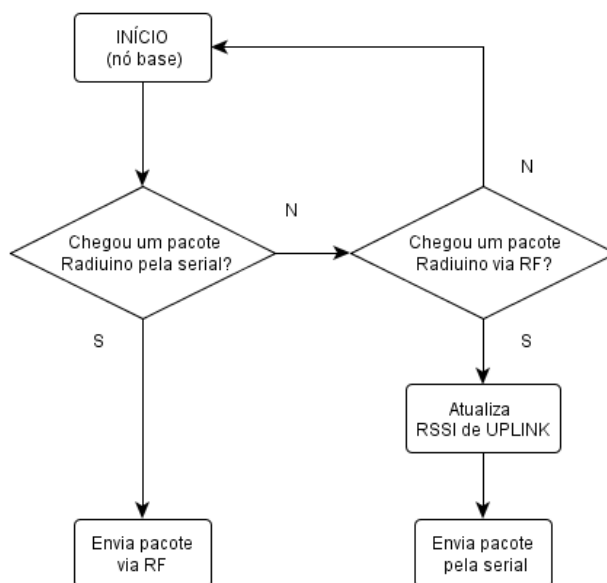 INÍCIO
(nó base)
N
N
Chegou um pacote
Radiuino pela serial?
Chegou um pacote
Radiuino via RF?
S
S
Atualiza
RSSI de UPLINK
Envia pacote
via RF
Envia pacote
pela serial